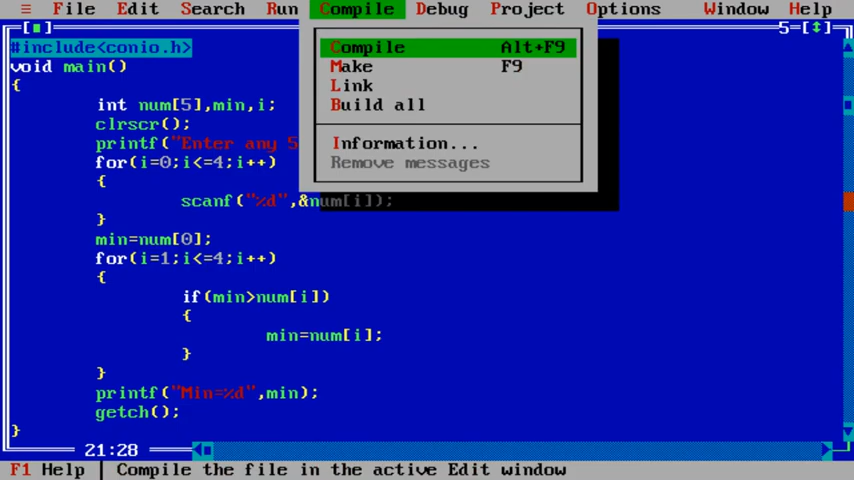 ≡ File Edit Search Run Compile Debug Project Options Window Help
[■] 5=[↕]
#include<conio.h>
void main()
{
int num[5],min,i;
clrscr();
printf("Enter any 5
for(i=0;i<=4;i++)
{
scanf("%d",&num[i]);
}
min=num[0];
for(i=1;i<=4;i++)
{
if(min>num[i])
{
min=num[i];
}
}
printf("Min=%d",min);
getch();
}
Compile Alt+F9
Make F9
Link
Build all
Information...
Remove messages
21:28
F1 Help | Compile the file in the active Edit window